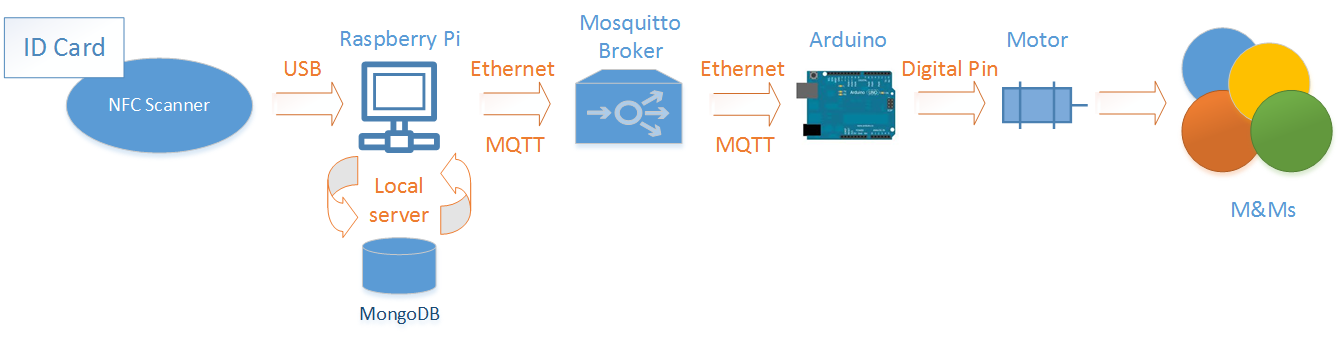 ID Card
NFC Scanner
USB
Raspberry Pi
Local
server
MongoDB
Ethernet
MQTT
Mosquitto
Broker
Ethernet
MQTT
Arduino
Digital Pin
Motor
M&Ms